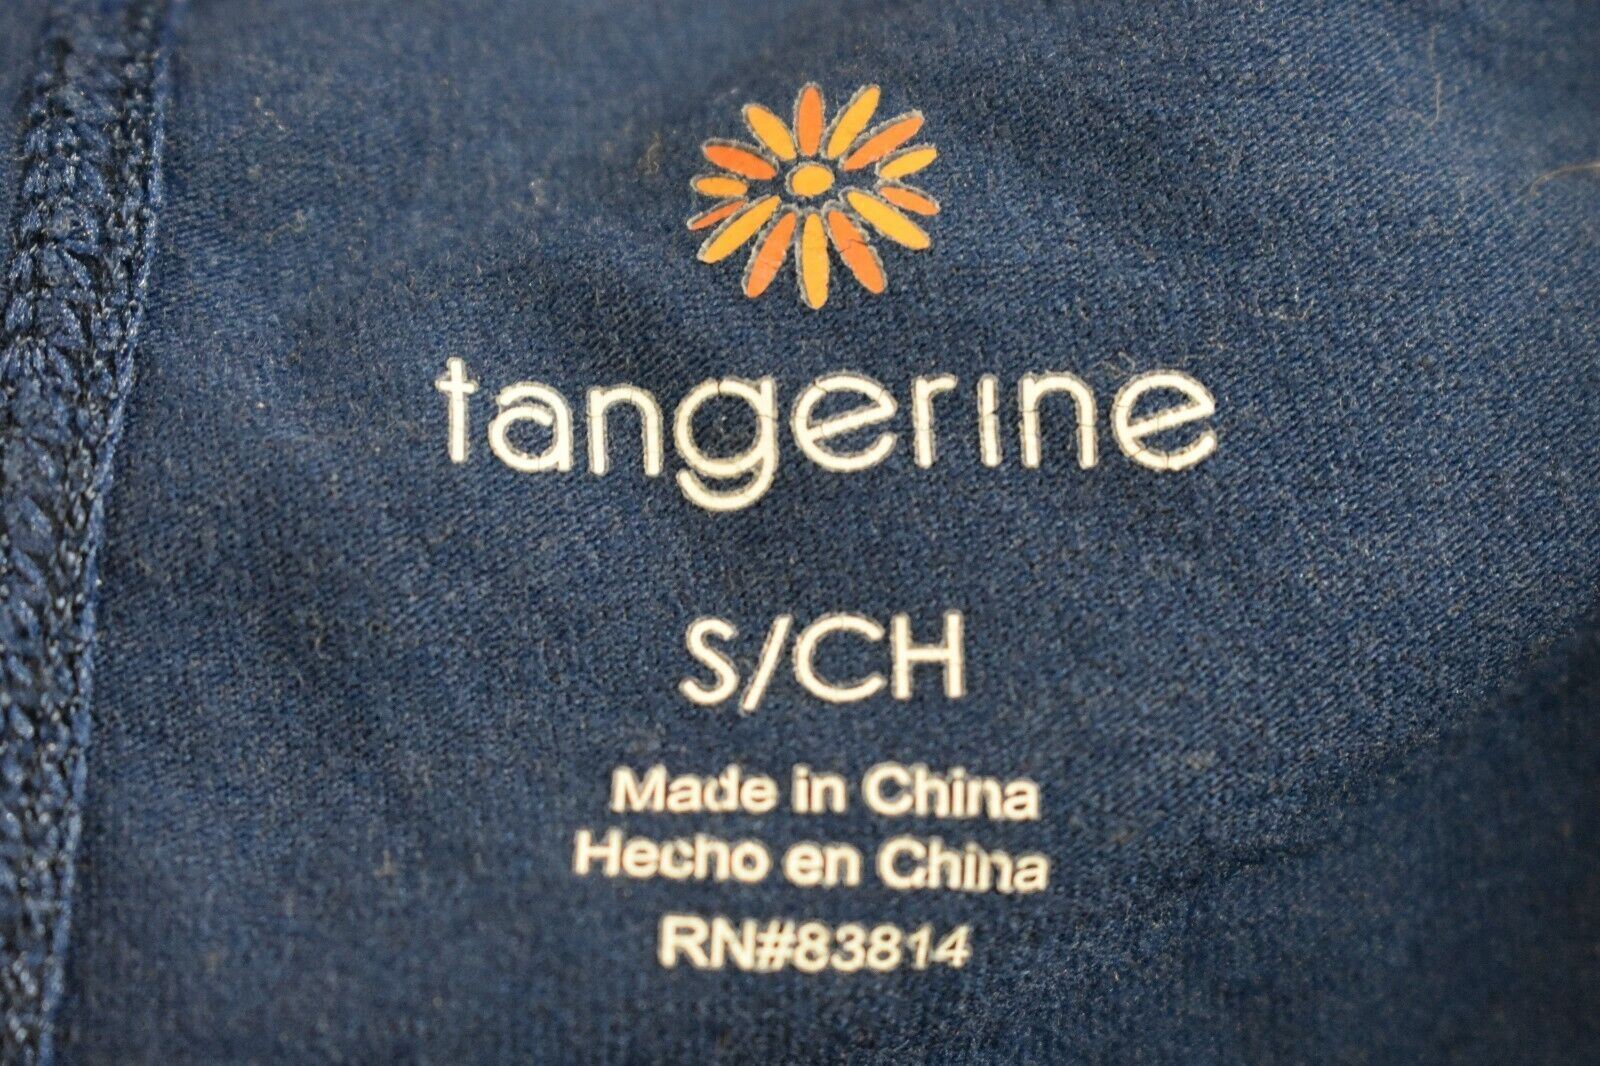 tangerine
S/CH
Made in China
Hecho en China
RN#83814